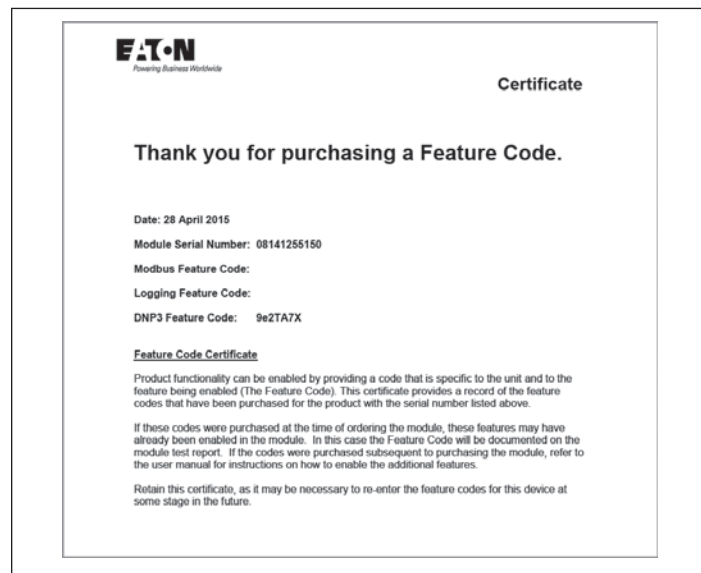 EATON
Powering Business Worldwide
Certificate
Thank you for purchasing a Feature Code.
Date: 28 April 2015
Module Serial Number: 08141255150
Modbus Feature Code:
Logging Feature Code:
DNP3 Feature Code: 9e2TA7X
Feature Code Certificate
Product functionality can be enabled by providing a code that is specific to the unit and to the
feature being enabled (The Feature Code). This certificate provides a record of the feature
codes that have been purchased for the product with the serial number listed above.
If these codes were purchased at the time of ordering the module, these features may have
already been enabled in the module. In this case the Feature Code will be documented on the
module test report. If the codes were purchased subsequent to purchasing the module, refer to
the user manual for instructions on how to enable the additional features.
Retain this certificate, as it may be necessary to re-enter the feature codes for this device at
some stage in the future.